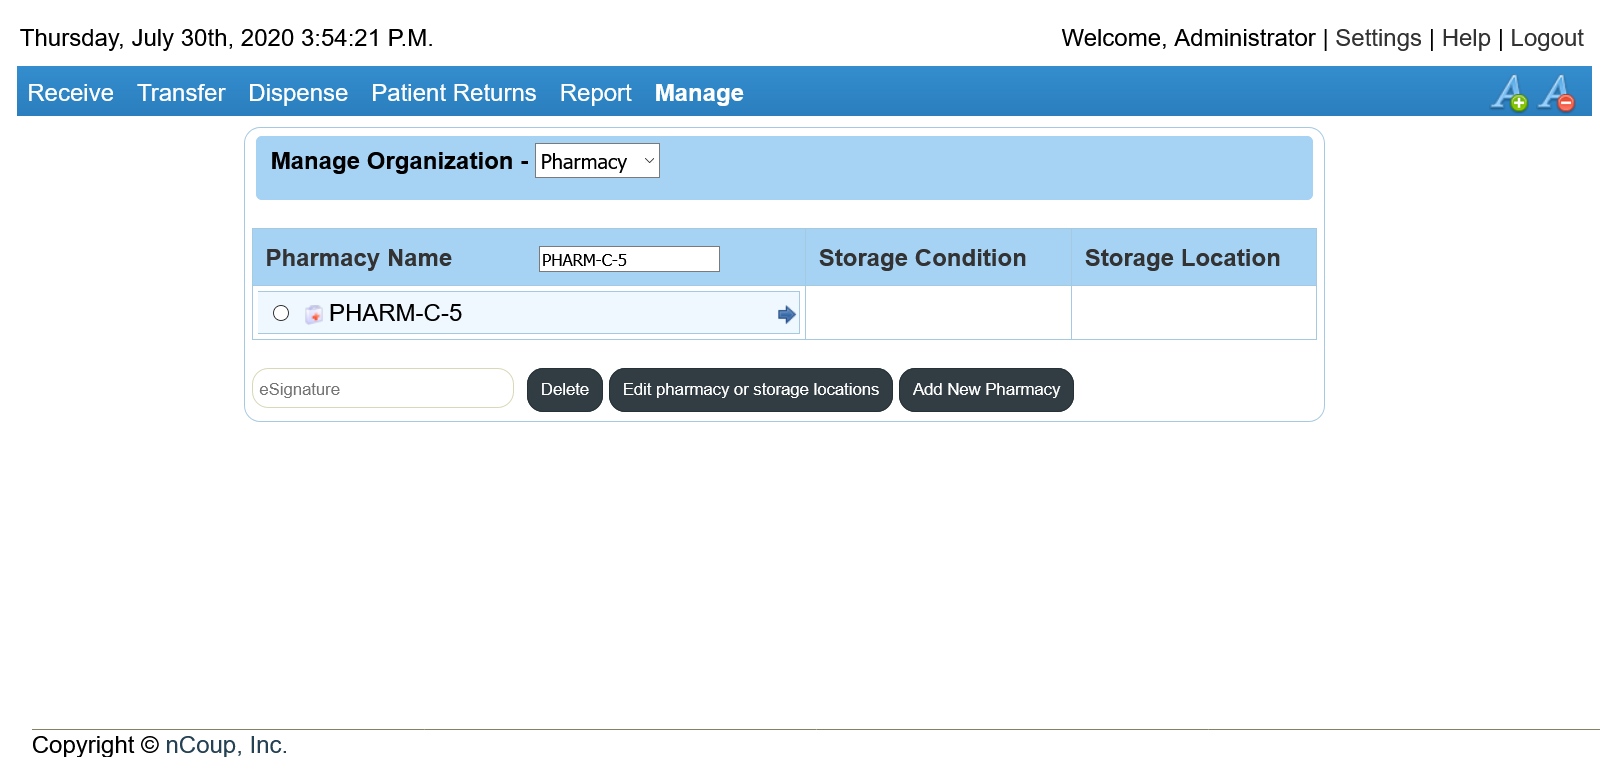 Thursday, July 30th, 2020 3:54:21 P.M.
Welcome, Administrator | Settings | Help | Logout
Receive Transfer Dispense Patient Returns Report Manage
Manage Organization - Pharmacy
Pharmacy Name PHARM-C-5 Storage Condition Storage Location
PHARM-C-5
eSignature Delete Edit pharmacy or storage locations Add New Pharmacy
Copyright © nCoup, Inc.